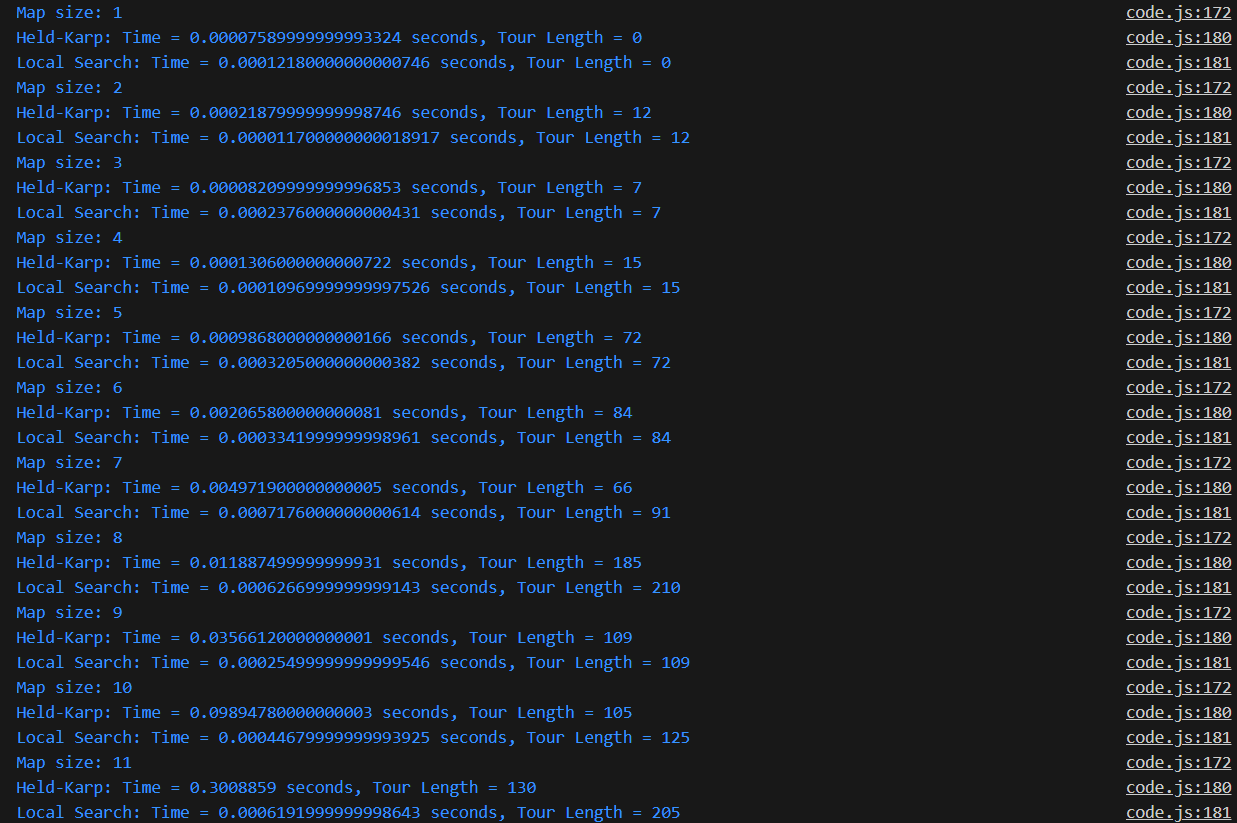 Map size: 1 code.js:172
Held-Karp: Time = 0.00007589999999993324 seconds, Tour Length = 0 code.js:180
Local Search: Time = 0.00012180000000000746 seconds, Tour Length = 0 code.js:181
Map size: 2 code.js:172
Held-Karp: Time = 0.00021879999999998746 seconds, Tour Length = 12 code.js:180
Local Search: Time = 0.000011700000000018917 seconds, Tour Length = 12 code.js:181
Map size: 3 code.js:172
Held-Karp: Time = 0.00008209999999996853 seconds, Tour Length = 7 code.js:180
Local Search: Time = 0.0002376000000000431 seconds, Tour Length = 7 code.js:181
Map size: 4 code.js:172
Held-Karp: Time = 0.0001306000000000722 seconds, Tour Length = 15 code.js:180
Local Search: Time = 0.00010969999999997526 seconds, Tour Length = 15 code.js:181
Map size: 5 code.js:172
Held-Karp: Time = 0.0009868000000000166 seconds, Tour Length = 72 code.js:180
Local Search: Time = 0.0003205000000000382 seconds, Tour Length = 72 code.js:181
Map size: 6 code.js:172
Held-Karp: Time = 0.002065800000000081 seconds, Tour Length = 84 code.js:180
Local Search: Time = 0.0003341999999998961 seconds, Tour Length = 84 code.js:181
Map size: 7 code.js:172
Held-Karp: Time = 0.004971900000000005 seconds, Tour Length = 66 code.js:180
Local Search: Time = 0.0007176000000000614 seconds, Tour Length = 91 code.js:181
Map size: 8 code.js:172
Held-Karp: Time = 0.011887499999999931 seconds, Tour Length = 185 code.js:180
Local Search: Time = 0.0006266999999999143 seconds, Tour Length = 210 code.js:181
Map size: 9 code.js:172
Held-Karp: Time = 0.03566120000000001 seconds, Tour Length = 109 code.js:180
Local Search: Time = 0.00025499999999999546 seconds, Tour Length = 109 code.js:181
Map size: 10 code.js:172
Held-Karp: Time = 0.09894780000000003 seconds, Tour Length = 105 code.js:180
Local Search: Time = 0.00044679999999993925 seconds, Tour Length = 125 code.js:181
Map size: 11 code.js:172
Held-Karp: Time = 0.3008859 seconds, Tour Length = 130 code.js:180
Local Search: Time = 0.0006191999999998643 seconds, Tour Length = 205 code.js:181